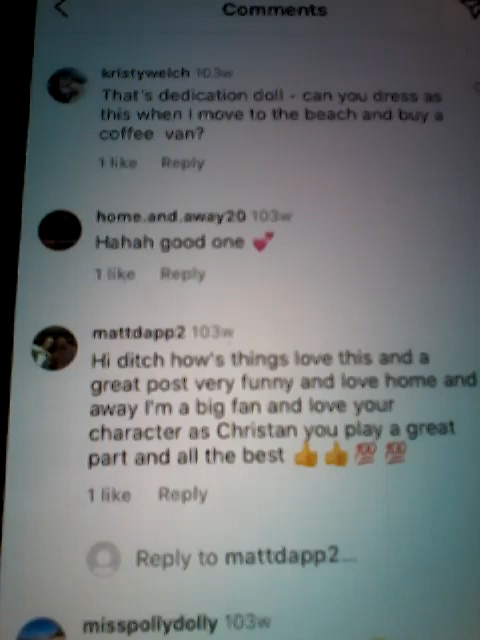 Comments
kristywelch 103w
That's dedication doll - can you dress as
this when I move to the beach and buy a
coffee van?
1 like Reply
home.and.away20 103w
Hahah good one 💕
1 like Reply
mattdapp2 103w
Hi ditch how's things love this and a
great post very funny and love home and
away I'm a big fan and love your
character as Christan you play a great
part and all the best 👍👍💯💯
1 like Reply
Reply to mattdapp2...
misspollydolly 103w